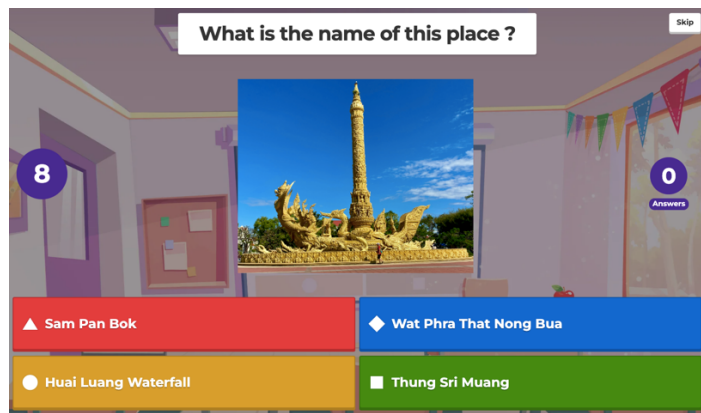 What is the name of this place ?
Skip
8
0
Answers
Sam Pan Bok
Wat Phra That Nong Bua
Huai Luang Waterfall
Thung Sri Muang